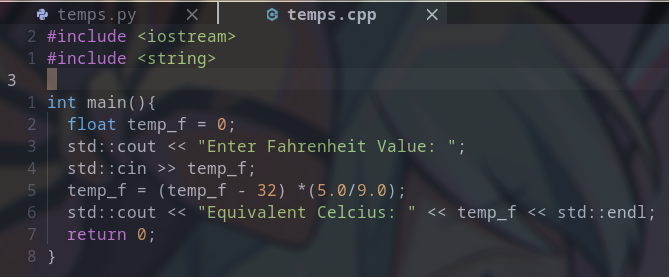 temps.py × temps.cpp ×
2 #include <iostream>
1 #include <string>
3
1 int main(){
2 float temp_f = 0;
3 std::cout << "Enter Fahrenheit Value: ";
4 std::cin >> temp_f;
5 temp_f = (temp_f - 32) *(5.0/9.0);
6 std::cout << "Equivalent Celcius: " << temp_f << std::endl;
7 return 0;
8 }